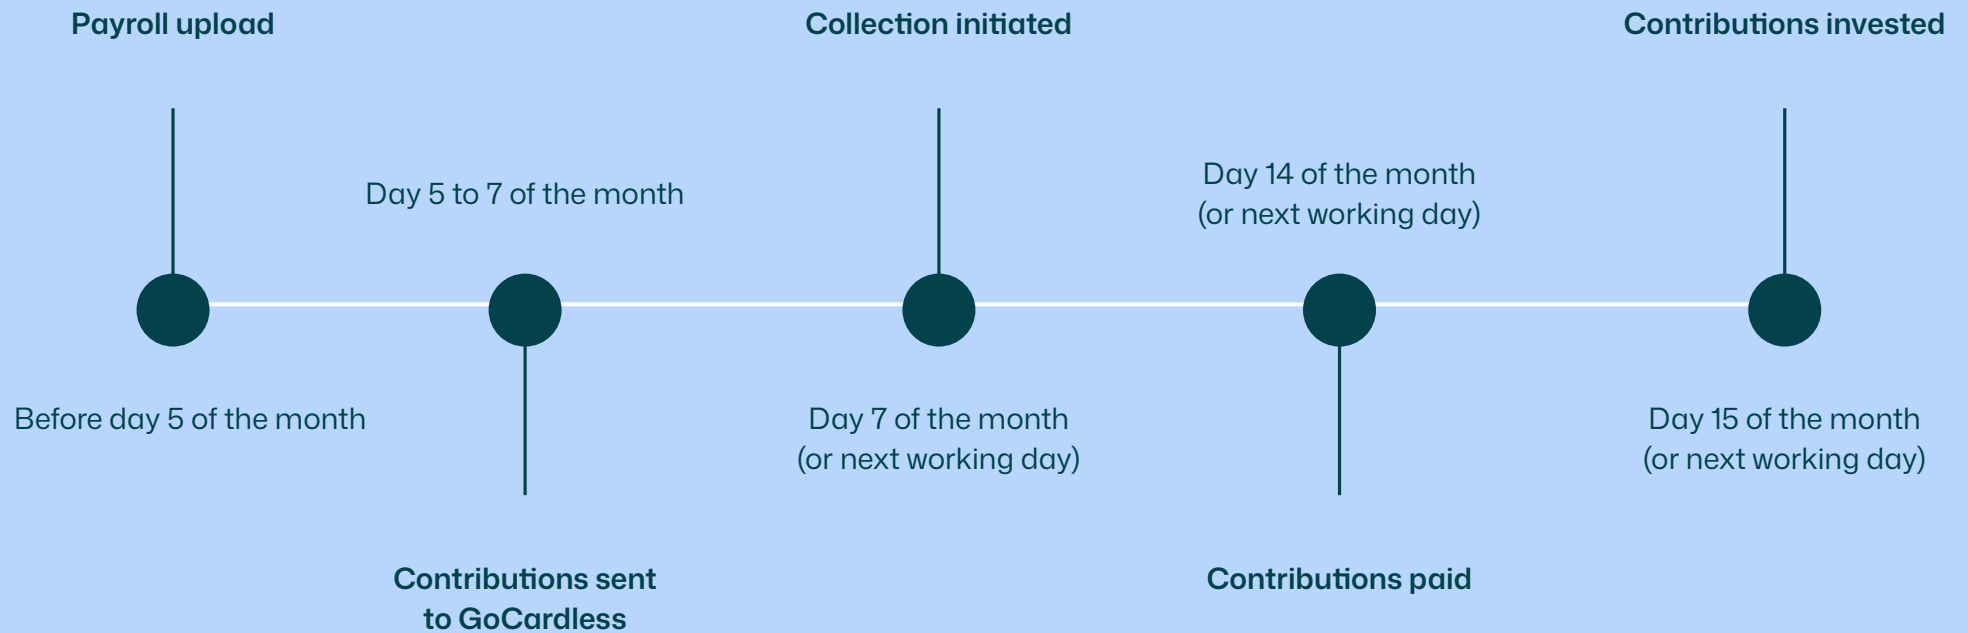 Payroll upload
Before day 5 of the month
Day 5 to 7 of the month
Contributions sent
to GoCardless
Collection initiated
Day 7 of the month
(or next working day)
Day 14 of the month
(or next working day)
Contributions paid
Contributions invested
Day 15 of the month
(or next working day)